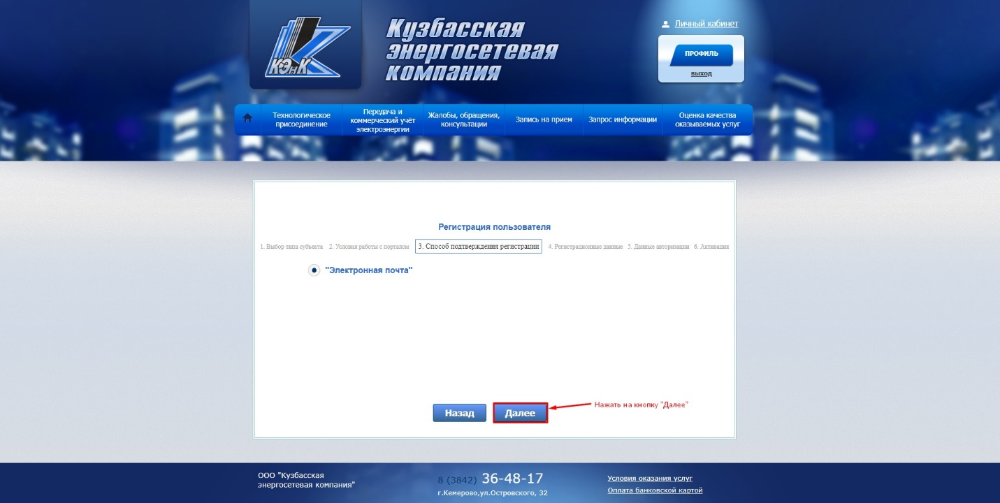 КЭнК
Кузбасская
энергосетевая
компания
Личный кабинет
ПРОФИЛЬ
выход
Технологическое
присоединение
Передача и
коммерческий учёт
электроэнергии
Жалобы, обращения,
консультации
Запись на прием
Запрос информации
Оценка качества
оказываемых услуг
Регистрация пользователя
1. Выбор типа субъекта 2. Условия работы с порталом 3. Способ подтверждения регистрации 4. Регистрационные данные 5. Данные авторизации 6. Активация
"Электронная почта"
Назад Далее
Нажать на кнопку "Далее"
ООО "Кузбасская
энергосетевая компания"
8 (3842) 36-48-17
г.Кемерово,ул.Островского, 32
Условия оказания услуг
Оплата банковской картой